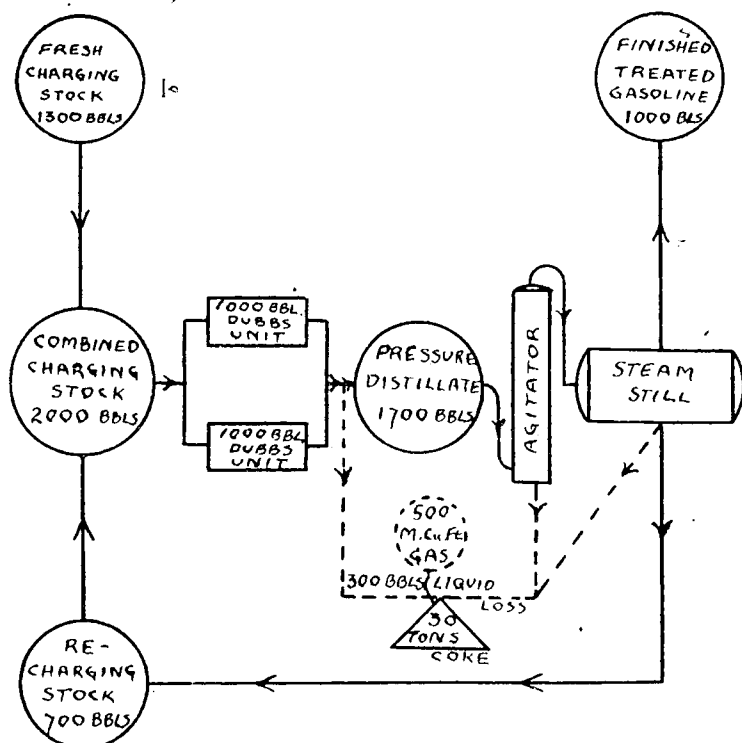 FRESH
CHARGING
STOCK
1300 BBLS
FINISHED
TREATED
GASOLINE
1000 BLS
1000 BBL.
DUBBS
UNIT
COMBINED
CHARGING
STOCK
2000 BBLS
PRESSURE
DISTILLATE
1700 BBLS
AGITATOR
STEAM
STILL
1000 BBL
DUBBS
UNIT
500
M.Cu.Ft.
GAS
300 BBLS LIQUID
LOSS
30
TONS
COKE
RE-
CHARGING
STOCK
700 BBLS